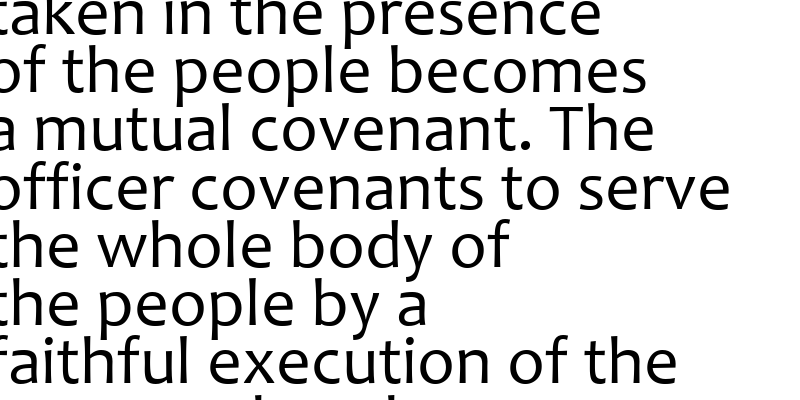 taken in the presence
of the people becomes
a mutual covenant. The
officer covenants to serve
the whole body of
the people by a
faithful execution of the